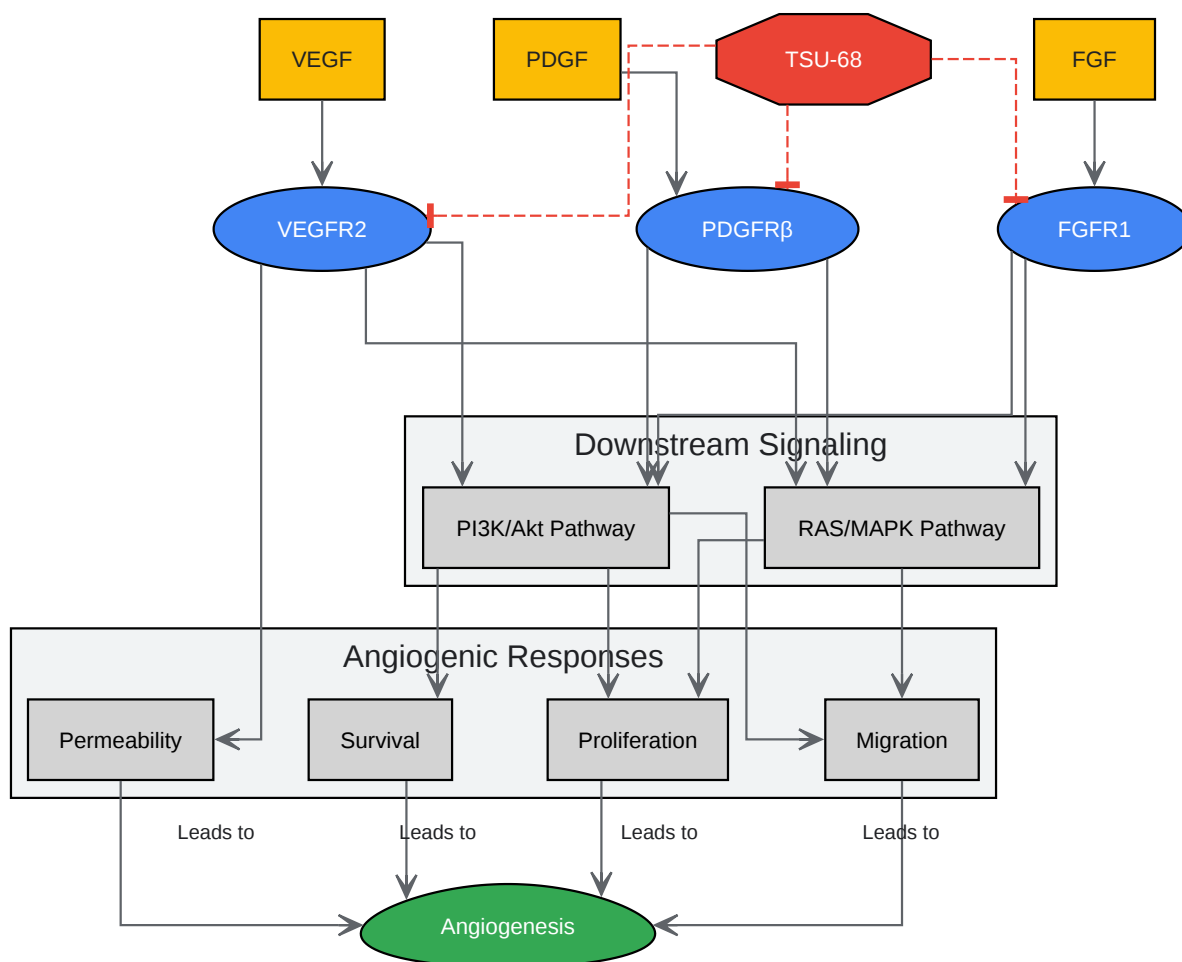 VEGF
PDGF
TSU-68
FGF
VEGFR2
PDGFRβ
FGFR1
Downstream Signaling
PI3K/Akt Pathway
RAS/MAPK Pathway
Angiogenic Responses
Permeability
Survival
Proliferation
Migration
Leads to
Leads to
Leads to
Leads to
Angiogenesis